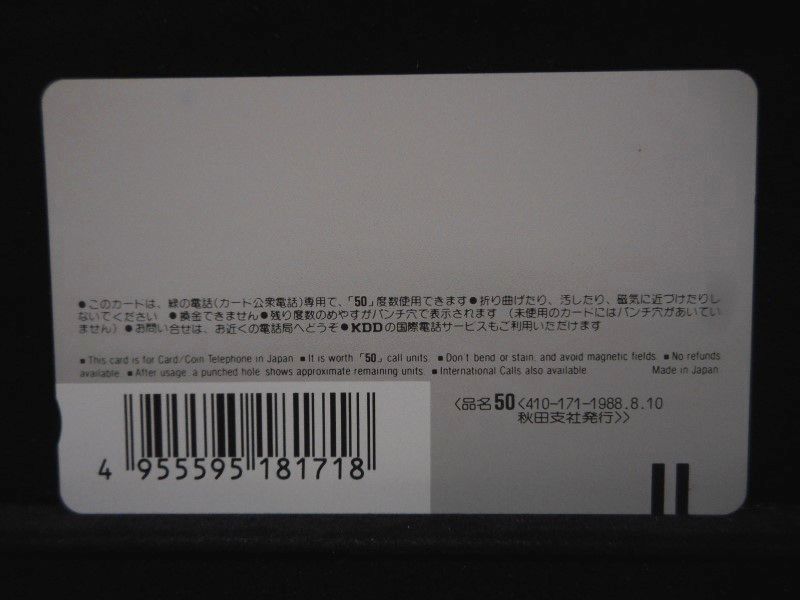 ●このカードは、緑の電話(カード公衆電話)専用で、「50」度数使用できます●折り曲げたり、汚したり、磁気に近づけたりし
ないでください ●換金できません●残り度数のめやすがパンチ穴で表示されます (未使用のカードにはパンチ穴があいてい
ません)●お問い合せは、お近くの電話局へどうぞ●KDDの国際電話サービスもご利用いただけます
■This card is for Card/Coin Telephone in Japan ■It is worth「50」call units. ■Don't bend or stain, and avoid magnetic fields. ■No refunds
available. ■After usage, a punched hole shows approximate remaining units. ■International Calls also available. Made in Japan
〈品名50〈410-171-1988.8.10
秋田支社発行〉〉
4 955595 181718